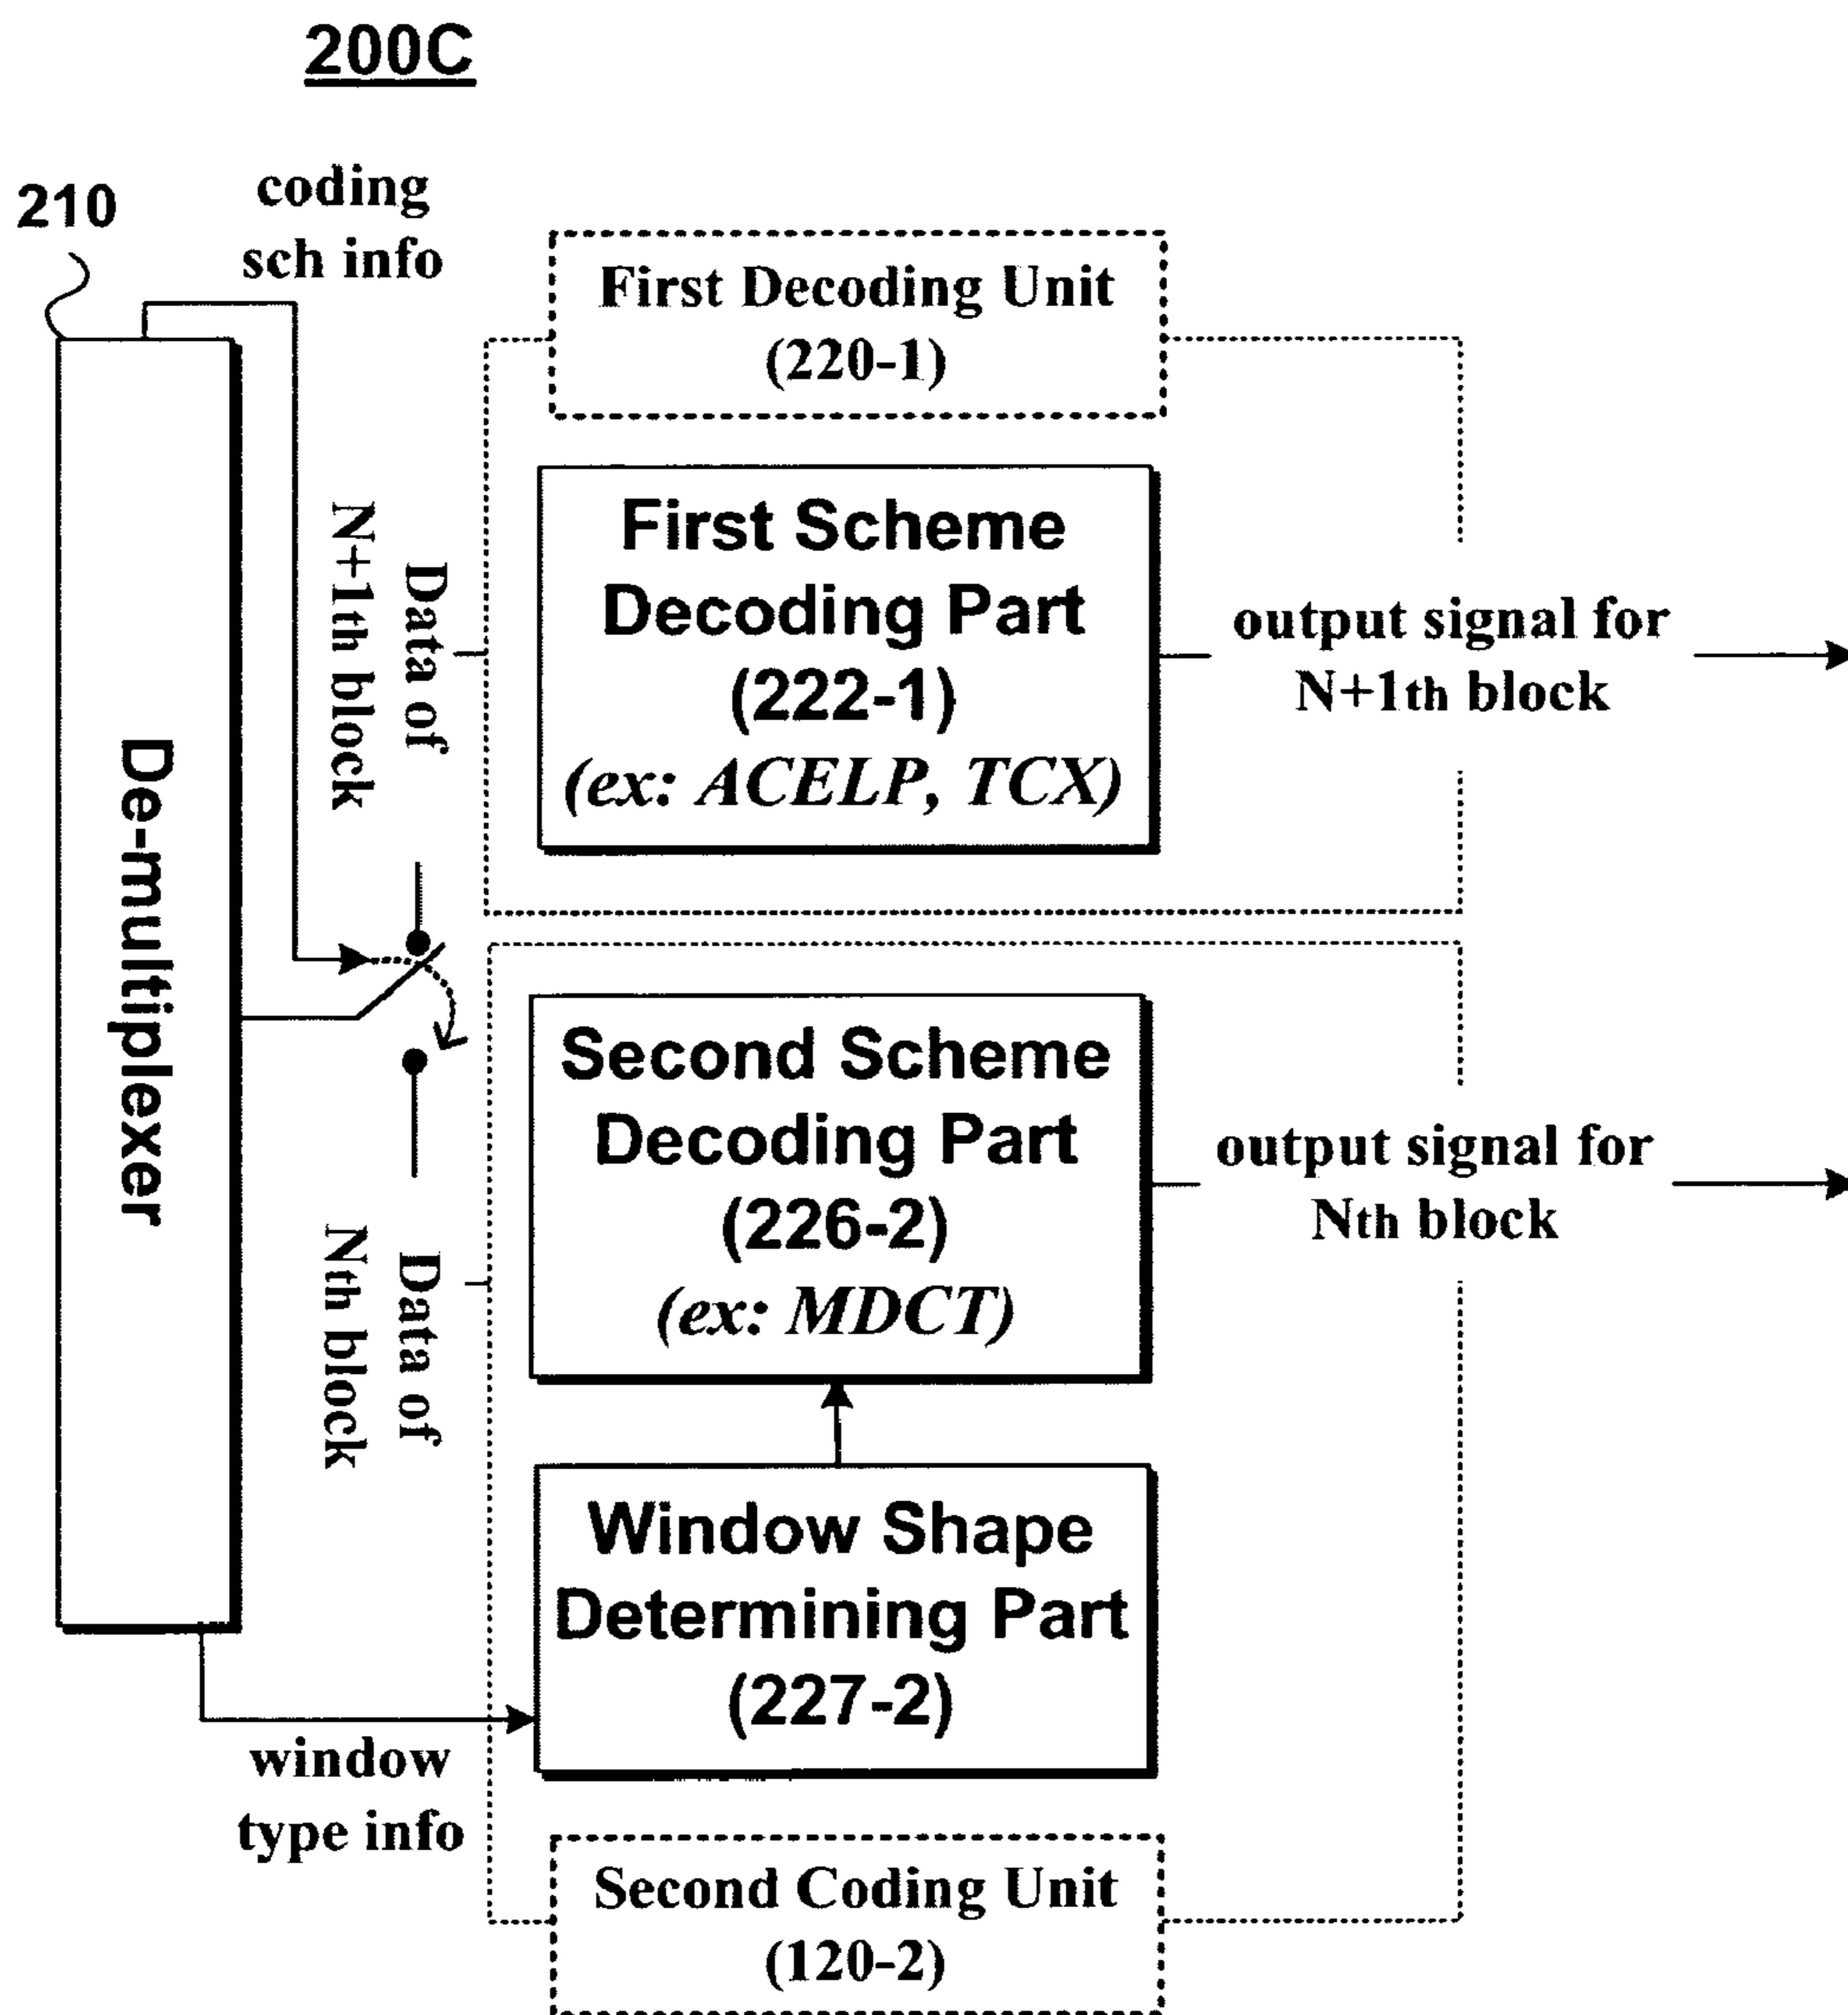 200C
210
coding
sch info
First Decoding Unit
(220-1)
Data of
N+1th block
First Scheme
Decoding Part
(222-1)
(ex: ACELP, TCX)
output signal for
N+1th block
De-multiplexer
Second Scheme
Decoding Part
(226-2)
(ex: MDCT)
output signal for
Nth block
Data of
Nth block
Window Shape
Determining Part
(227-2)
window
type info
Second Coding Unit
(120-2)